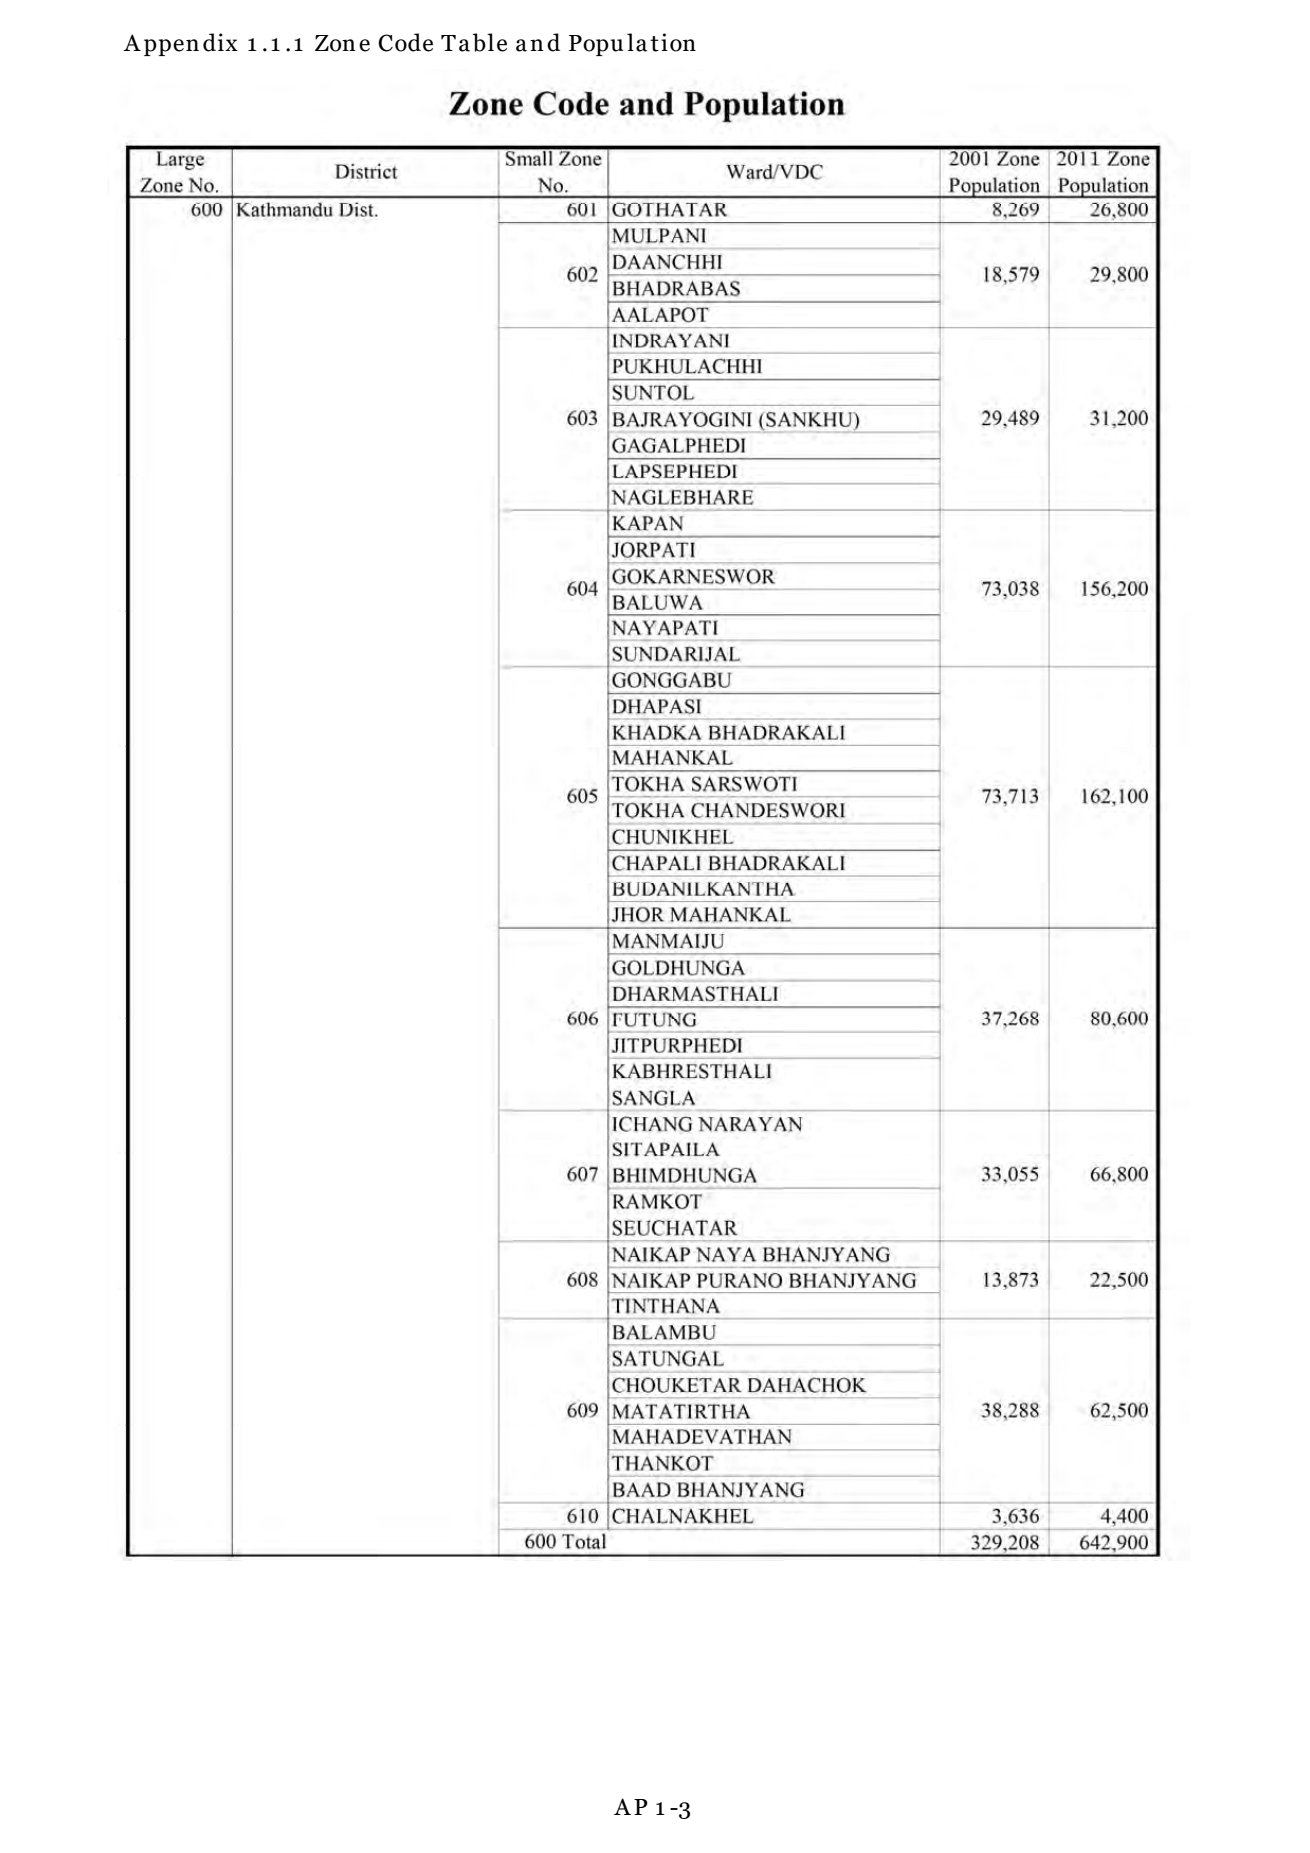 Appendix 1.1.1 Zone Code Table and Population
Zone Code and Population
Large Zone No. District Small Zone No. Ward/VDC 2001 Zone Population 2011 Zone Population
600 Kathmandu Dist. 601 GOTHATAR 8,269 26,800
602 MULPANI 18,579 29,800
DAANCHHI
BHADRABAS
AALAPOT
603 INDRAYANI 29,489 31,200
PUKHULACHHI
SUNTOL
BAJRAYOGINI (SANKHU)
GAGALPHEDI
LAPSEPHEDI
NAGLEBHARE
604 KAPAN 73,038 156,200
JORPATI
GOKARNESWOR
BALUWA
NAYAPATI
SUNDARIJAL
605 GONGGABU 73,713 162,100
DHAPASI
KHADKA BHADRAKALI
MAHANKAL
TOKHA SARSWOTI
TOKHA CHANDESWORI
CHUNIKHEL
CHAPALI BHADRAKALI
BUDANILKANTHA
JHOR MAHANKAL
606 MANMAIJU 37,268 80,600
GOLDHUNGA
DHARMASTHALI
FUTUNG
JITPURPHEDI
KABHRESTHALI
SANGLA
607 ICHANG NARAYAN 33,055 66,800
SITAPAILA
BHIMDHUNGA
RAMKOT
SEUCHATAR
608 NAIKAP NAYA BHANJYANG 13,873 22,500
NAIKAP PURANO BHANJYANG
TINTHANA
609 BALAMBU 38,288 62,500
SATUNGAL
CHOUKETAR DAHACHOK
MATATIRTHA
MAHADEVATHAN
THANKOT
BAAD BHANJYANG
610 CHALNAKHEL 3,636 4,400
600 Total 329,208 642,900
AP 1-3